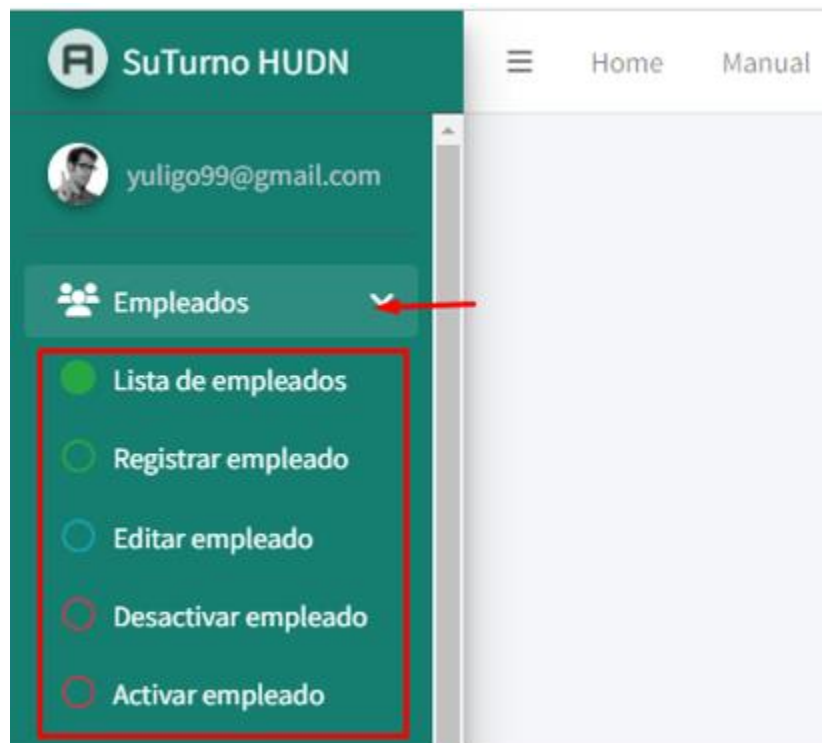 SuTurno HUDN
Home Manual
yuligo99@gmail.com
Empleados
Lista de empleados
Registrar empleado
Editar empleado
Desactivar empleado
Activar empleado